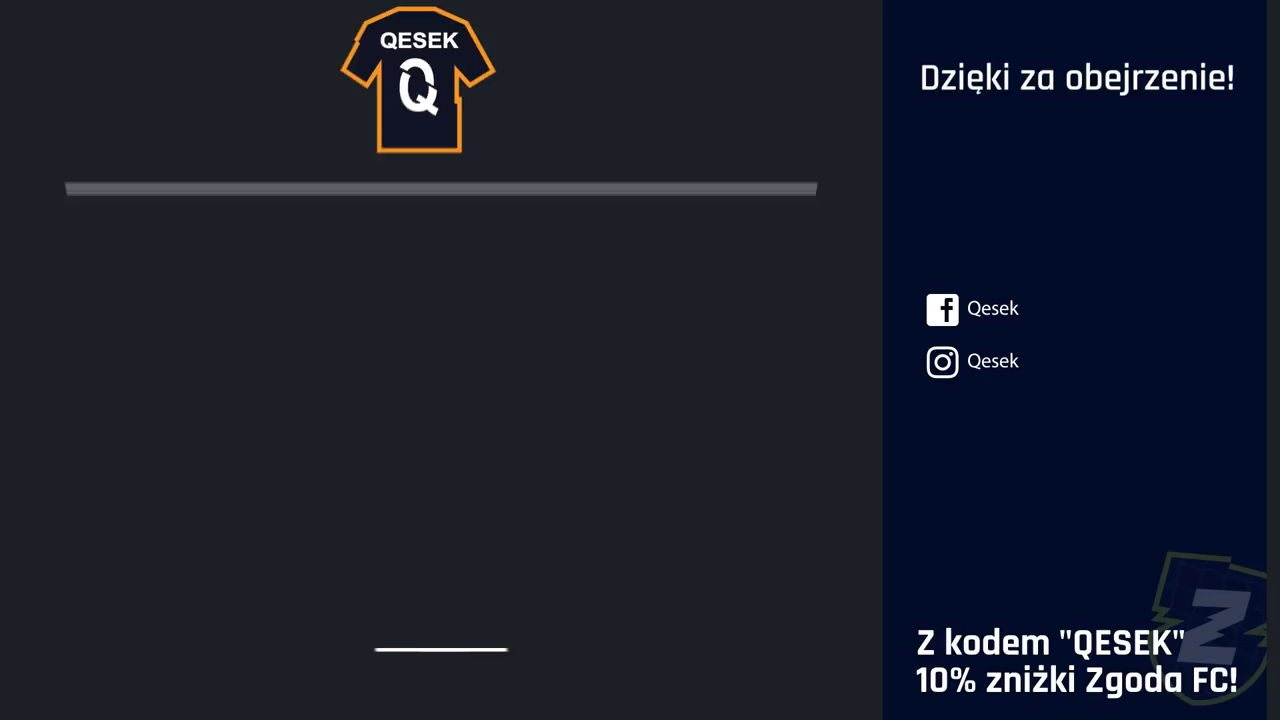 QESEK
Q
Dzięki za obejrzenie!
Qesek
Qesek
Z kodem "QESEK"
10% zniżki Zgoda FC!
Z